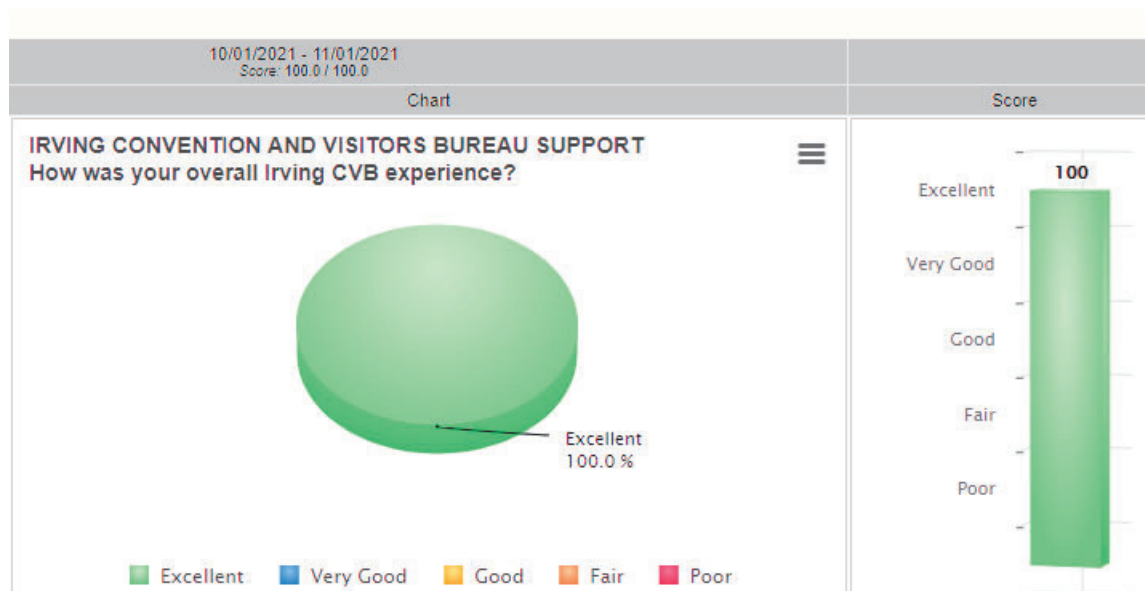 10/01/2021 - 11/01/2021
Score: 100.0 / 100.0
Chart
Score
IRVING CONVENTION AND VISITORS BUREAU SUPPORT
How was your overall Irving CVB experience?
Excellent
100.0 %
Excellent
Very Good
Good
Fair
Poor
100
Excellent
Very Good
Good
Fair
Poor